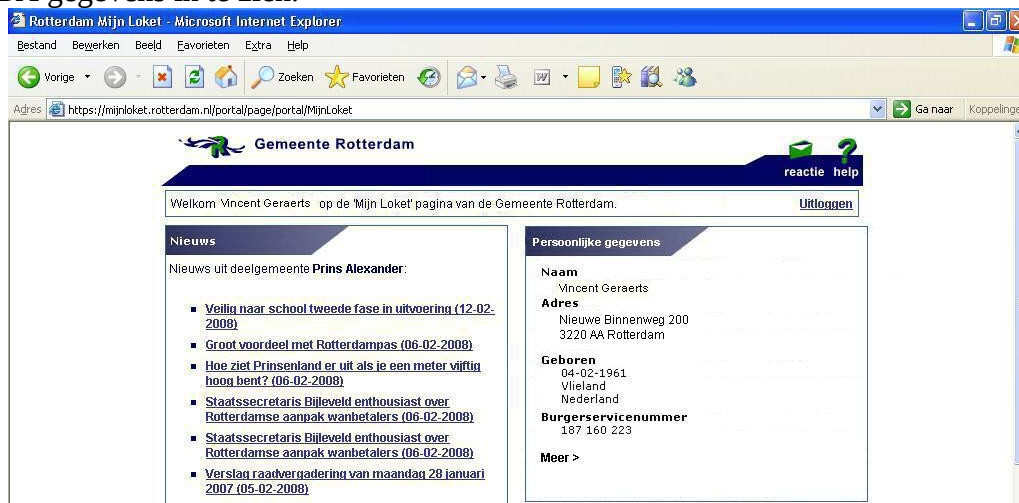 gegevens in te zien.
Rotterdam Mijn Loket - Microsoft Internet Explorer
Bestand Bewerken Beeld Favorieten Extra Help
Vorige Zoeken Favorieten
Adres https://mijnloket.rotterdam.nl/portal/page/portal/MijnLoket Ga naar Koppelinge
Gemeente Rotterdam
reactie help
Welkom Vincent Geraerts op de 'Mijn Loket' pagina van de Gemeente Rotterdam. Uitloggen
Nieuws
Nieuws uit deelgemeente Prins Alexander:
Veilig naar school tweede fase in uitvoering (12-02-
2008)
Groot voordeel met Rotterdampas (06-02-2008)
Hoe ziet Prinsenland er uit als je een meter vijftig
hoog bent? (06-02-2008)
Staatssecretaris Bijleveld enthousiast over
Rotterdamse aanpak wanbetalers (06-02-2008)
Staatssecretaris Bijleveld enthousiast over
Rotterdamse aanpak wanbetalers (06-02-2008)
Verslag raadvergadering van maandag 28 januari
2007 (05-02-2008)
Persoonlijke gegevens
Naam
Vincent Geraerts
Adres
Nieuwe Binnenweg 200
3220 AA Rotterdam
Geboren
04-02-1961
Vlieland
Nederland
Burgerservicenummer
187 160 223
Meer >